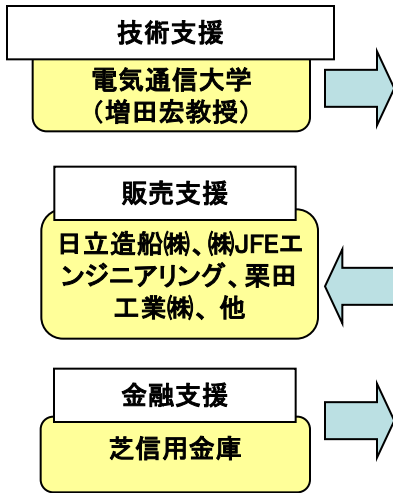 技術支援
電気通信大学
（増田宏教授）
販売支援
日立造船㈱、㈱JFEエ
ンジニアリング、栗田
工業㈱、他
金融支援
芝信用金庫